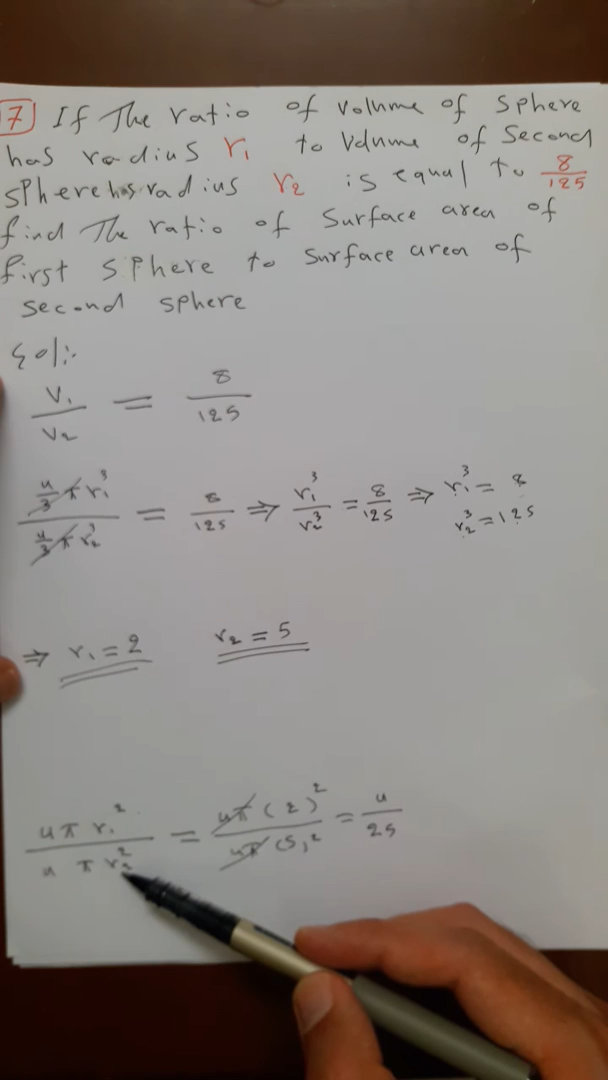 7 If The ratio of volume of sphere
has radius r₁ to Volume of Second
sphere has radius r₂ is equal to 8/125
find The ratio of Surface area of
first sphere to surface area of
second sphere
Sol:-
V₁/V₂ = 8/125
(4/3 π r₁³)/(4/3 π r₂³) = 8/125 ⇒ r₁³/r₂³ = 8/125 ⇒ r₁³ = 8
r₂³ = 125
⇒ r₁ = 2 r₂ = 5
4π r₁²/4 π r₂² = 4π (2)²/4π (5)² = 4/25